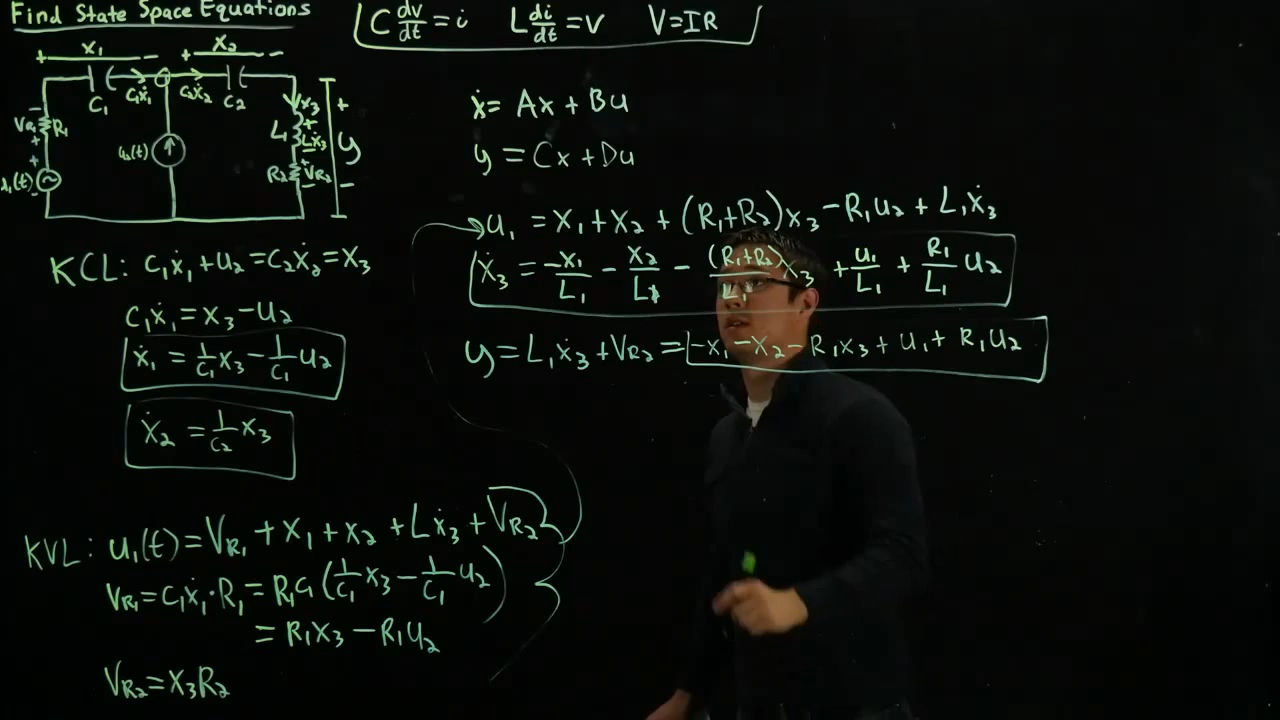 Find State Space Equations
C dv/dt = i L di/dt = V V = IR
+ X₁ − + X₂ −
C₁ C₁ẋ₁ C₂ẋ₂ C₂
− R₁ + x₃ +
+ u₂(t) L + Lẋ₃ − y
+ − R₂ + VR₂ − −
ẋ = Ax + Bu
y = Cx + Du
u₁ = X₁ + X₂ + (R₁+R₂)x₃ − R₁u₂ + L₁ẋ₃
ẋ₃ = −x₁/L₁ − x₂/L₁ − (R₁+R₂)/L₁ x₃ + u₁/L₁ + R₁/L₁ u₂
y = L₁ẋ₃ + VR₂ = −x₁ − x₂ − R₁x₃ + u₁ + R₁u₂
KCL: C₁ẋ₁ + u₂ = C₂ẋ₂ = X₃
C₁ẋ₁ = x₃ − u₂
ẋ₁ = 1/C₁ x₃ − 1/C₁ u₂
ẋ₂ = 1/C₂ x₃
KVL: u₁(t) = VR₁ + X₁ + X₂ + Lẋ₃ + VR₂
VR₁ = C₁ẋ₁·R₁ = R₁C₁(1/C₁ x₃ − 1/C₁ u₂)
= R₁X₃ − R₁u₂
VR₂ = X₃R₂